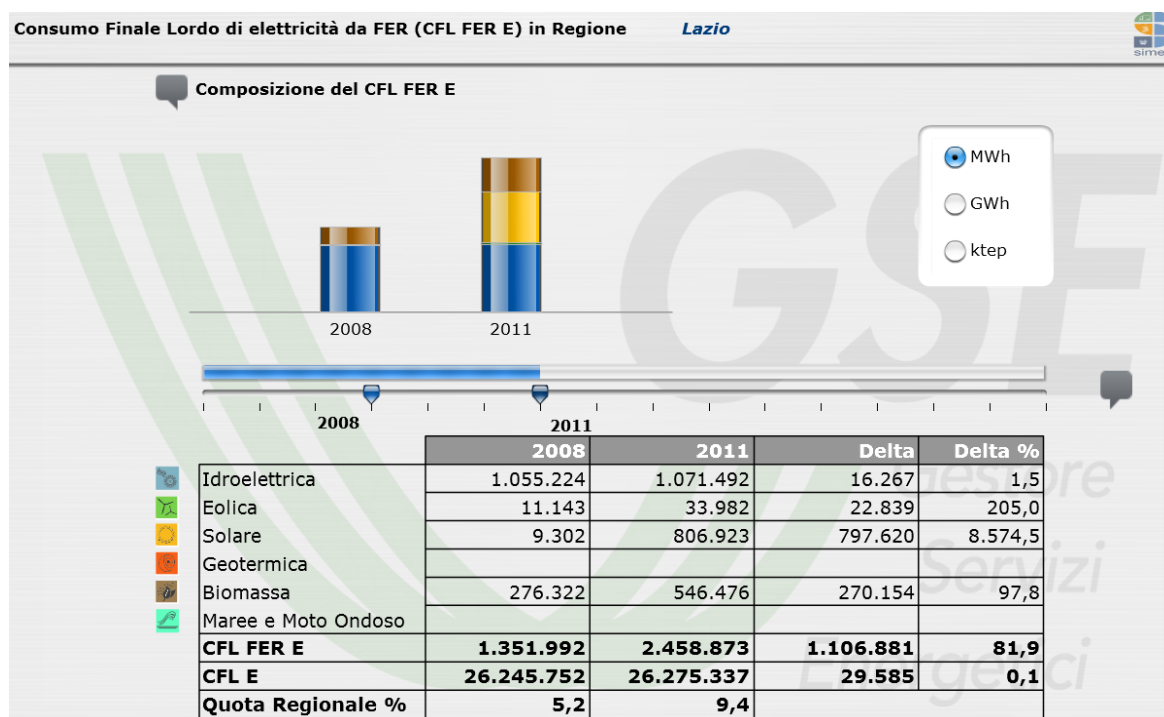 Consumo Finale Lordo di elettricità da FER (CFL FER E) in Regione Lazio
sime
Composizione del CFL FER E
MWh
GWh
ktep
GSE
2008 2011
2008 2011
2008 2011 Delta Delta %
Idroelettrica 1.055.224 1.071.492 16.267 1,5
Eolica 11.143 33.982 22.839 205,0
Solare 9.302 806.923 797.620 8.574,5
Geotermica
Biomassa 276.322 546.476 270.154 97,8
Maree e Moto Ondoso
CFL FER E 1.351.992 2.458.873 1.106.881 81,9
CFL E 26.245.752 26.275.337 29.585 0,1
Quota Regionale % 5,2 9,4
Gestore
Servizi
Energetici